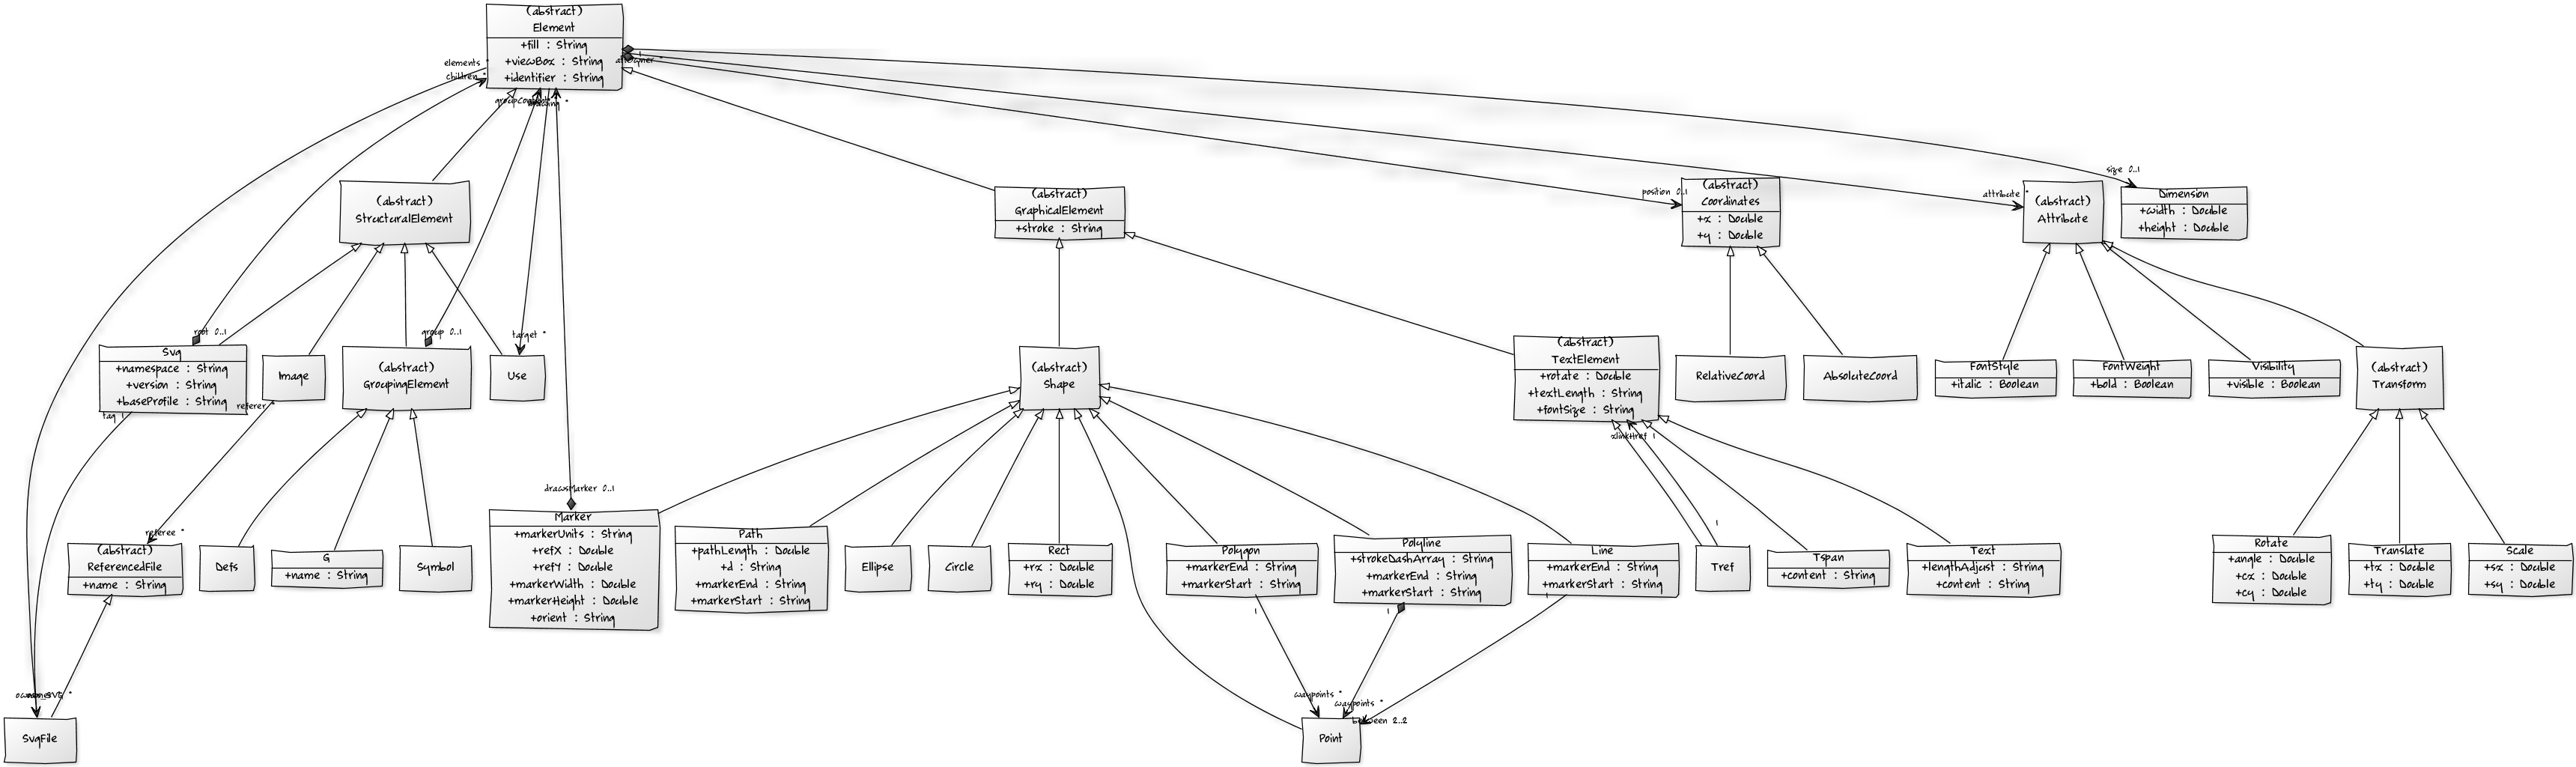 (abstract)
Element
+fill : String
+viewBox : String
+identifier : String
elements *
children *
size 0..1
position 0..1
attribute *
(abstract)
StructuralElement
(abstract)
GraphicalElement
+stroke : String
(abstract)
Coordinates
+x : Double
+y : Double
(abstract)
Attribute
Dimension
+width : Double
+height : Double
root 0..1
group 0..1
target *
Svg
+namespace : String
+version : String
+baseProfile : String
Image
(abstract)
GroupingElement
Use
(abstract)
Shape
(abstract)
TextElement
+rotate : Double
+textLength : String
+fontSize : String
RelativeCoord
AbsoluteCoord
FontStyle
+italic : Boolean
FontWeight
+bold : Boolean
Visibility
+visible : Boolean
(abstract)
Transform
tag 1
referer *
xlinkHref 1
drawsMarker 0..1
referee *
1
(abstract)
ReferencedFile
+name : String
Defs
G
+name : String
Symbol
Marker
+markerUnits : String
+refX : Double
+refY : Double
+markerWidth : Double
+markerHeight : Double
+orient : String
Path
+pathLength : Double
+d : String
+markerEnd : String
+markerStart : String
Ellipse
Circle
Rect
+rx : Double
+ry : Double
Polygon
+markerEnd : String
+markerStart : String
Polyline
+strokeDashArray : String
+markerEnd : String
+markerStart : String
Line
+markerEnd : String
+markerStart : String
Tref
Tspan
+content : String
Text
+lengthAdjust : String
+content : String
Rotate
+angle : Double
+cx : Double
+cy : Double
Translate
+tx : Double
+ty : Double
Scale
+sx : Double
+sy : Double
1
1
1
waypoints *
waypoints *
between 2..2
SvgFile
Point